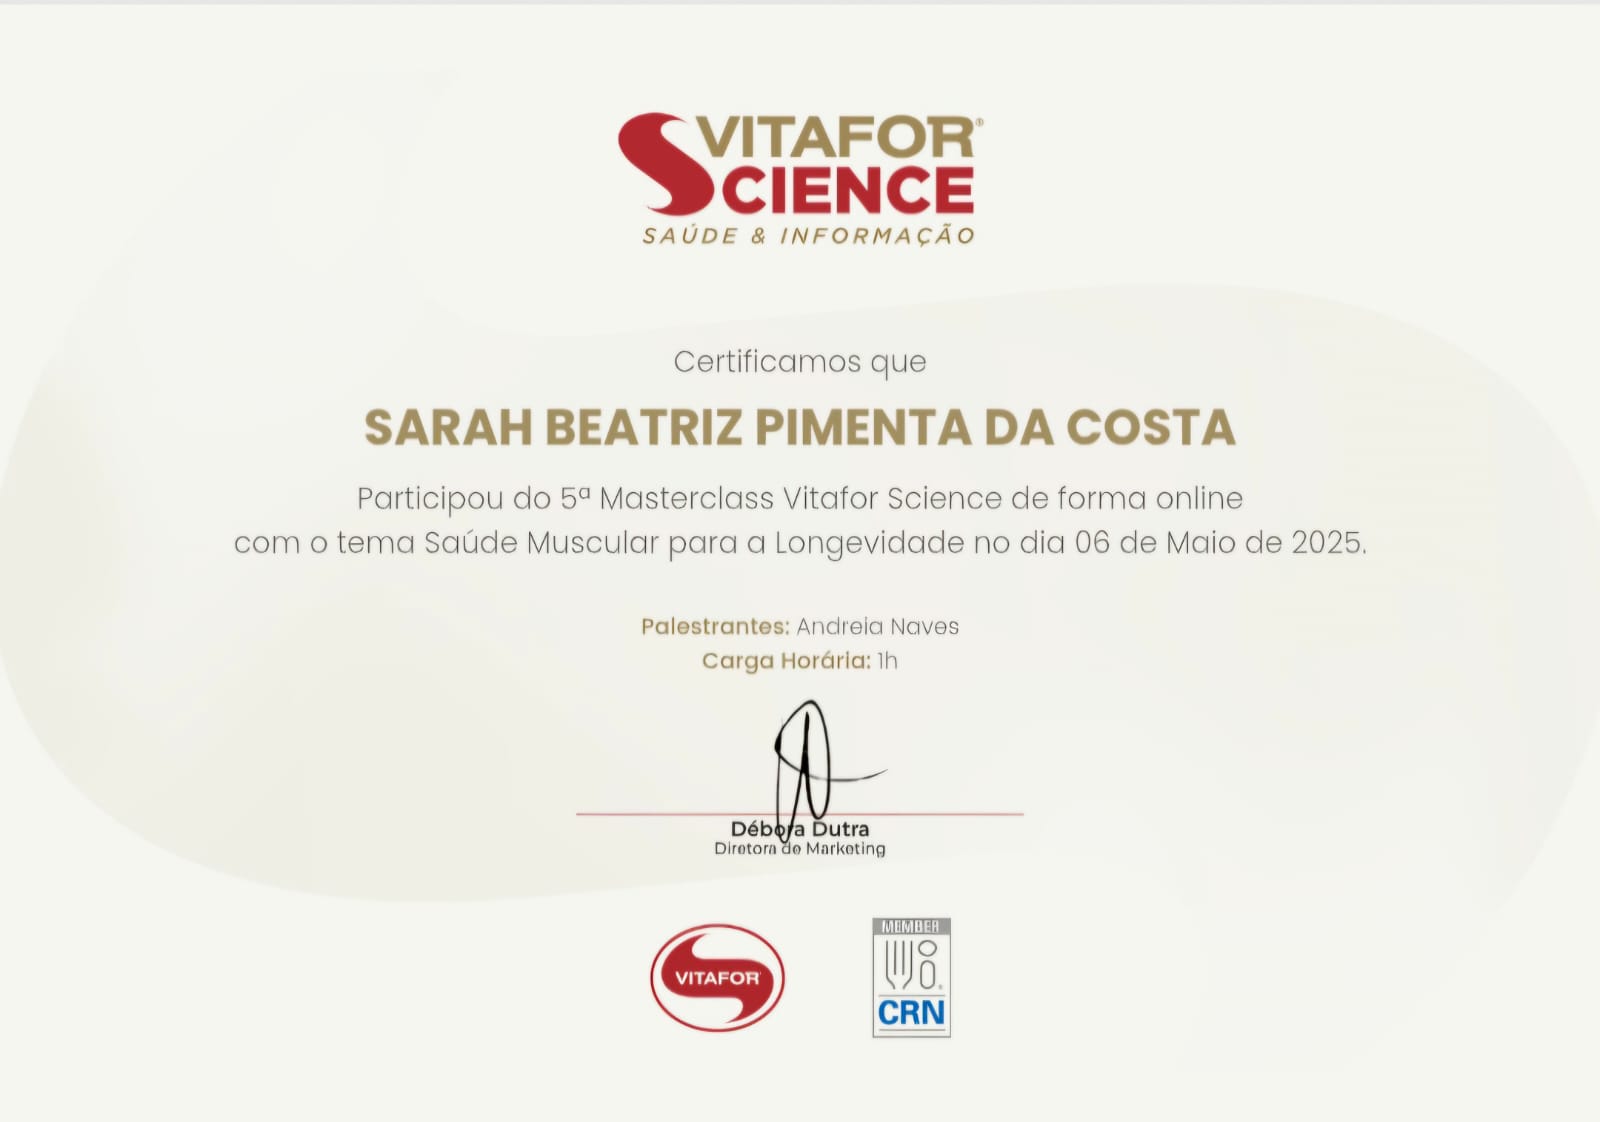 VITAFOR®
SCIENCE
SAÚDE & INFORMAÇÃO
Certificamos que
SARAH BEATRIZ PIMENTA DA COSTA
Participou do 5ª Masterclass Vitafor Science de forma online
com o tema Saúde Muscular para a Longevidade no dia 06 de Maio de 2025.
Palestrantes: Andreia Naves
Carga Horária: 1h
Débora Dutra
Diretora de Marketing
VITAFOR
MEMBER
CRN